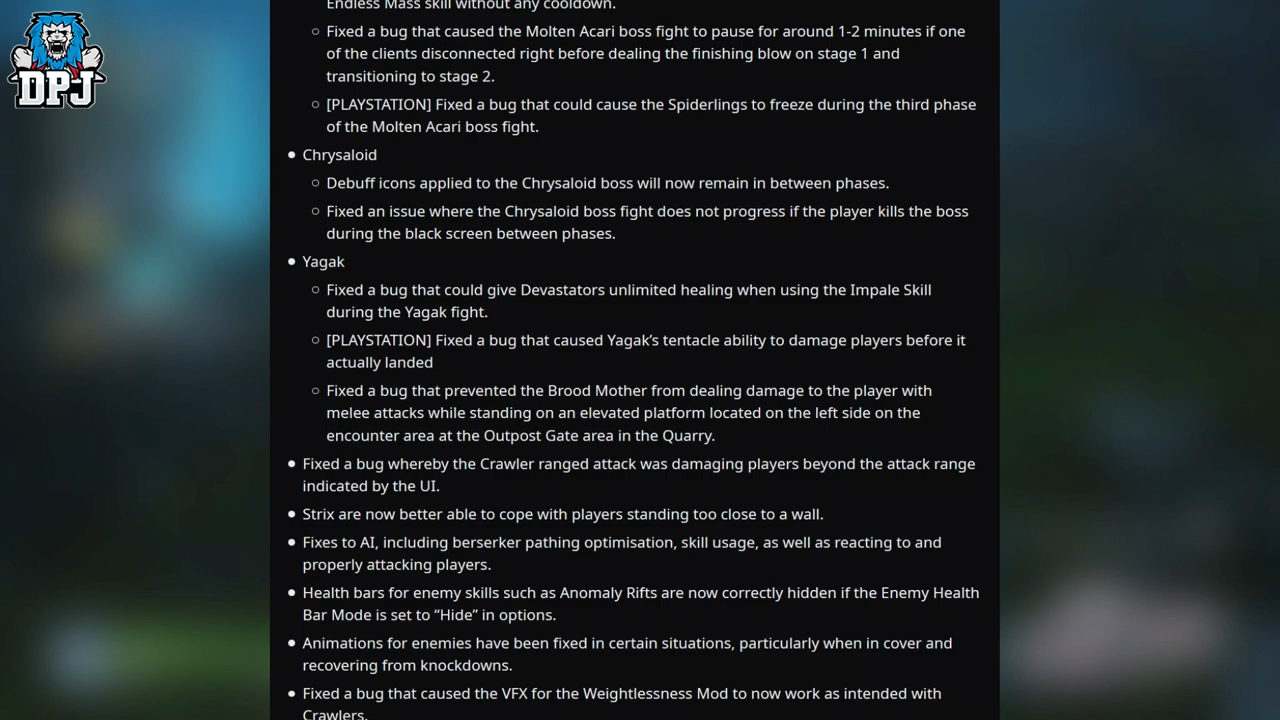 DPJ
Endless Mass skill without any cooldown.
○ Fixed a bug that caused the Molten Acari boss fight to pause for around 1-2 minutes if one
of the clients disconnected right before dealing the finishing blow on stage 1 and
transitioning to stage 2.
○ [PLAYSTATION] Fixed a bug that could cause the Spiderlings to freeze during the third phase
of the Molten Acari boss fight.
● Chrysaloid
○ Debuff icons applied to the Chrysaloid boss will now remain in between phases.
○ Fixed an issue where the Chrysaloid boss fight does not progress if the player kills the boss
during the black screen between phases.
● Yagak
○ Fixed a bug that could give Devastators unlimited healing when using the Impale Skill
during the Yagak fight.
○ [PLAYSTATION] Fixed a bug that caused Yagak’s tentacle ability to damage players before it
actually landed
○ Fixed a bug that prevented the Brood Mother from dealing damage to the player with
melee attacks while standing on an elevated platform located on the left side on the
encounter area at the Outpost Gate area in the Quarry.
● Fixed a bug whereby the Crawler ranged attack was damaging players beyond the attack range
indicated by the UI.
● Strix are now better able to cope with players standing too close to a wall.
● Fixes to AI, including berserker pathing optimisation, skill usage, as well as reacting to and
properly attacking players.
● Health bars for enemy skills such as Anomaly Rifts are now correctly hidden if the Enemy Health
Bar Mode is set to “Hide” in options.
● Animations for enemies have been fixed in certain situations, particularly when in cover and
recovering from knockdowns.
● Fixed a bug that caused the VFX for the Weightlessness Mod to now work as intended with
Crawlers.